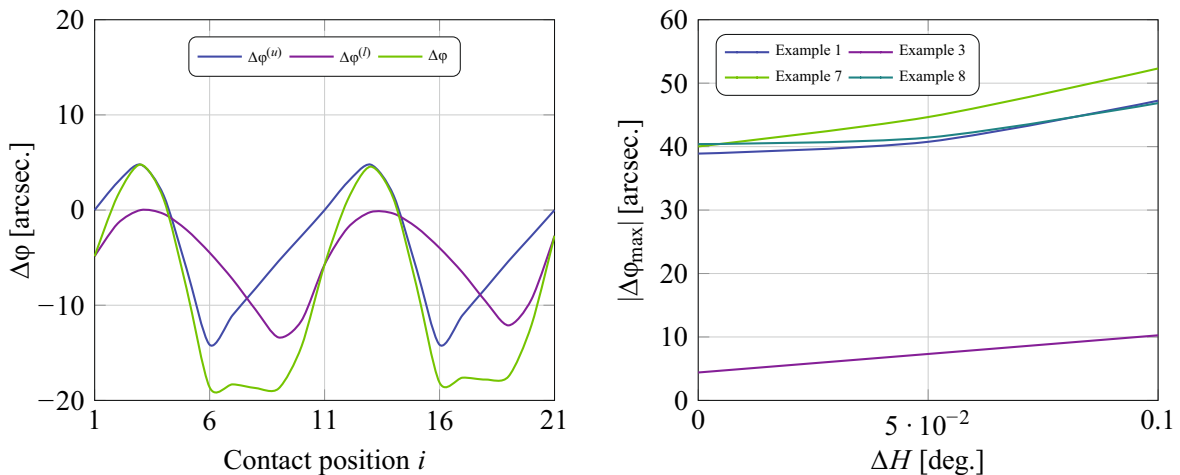 20
10
0
−10
−20
Δφ [arcsec.]
Δφ(u) Δφ(l) Δφ
1 6 11 16 21
Contact position i
60
50
40
30
20
10
0
|Δφmax| [arcsec.]
Example 1 Example 3
Example 7 Example 8
0 5 · 10−2 0.1
ΔH [deg.]